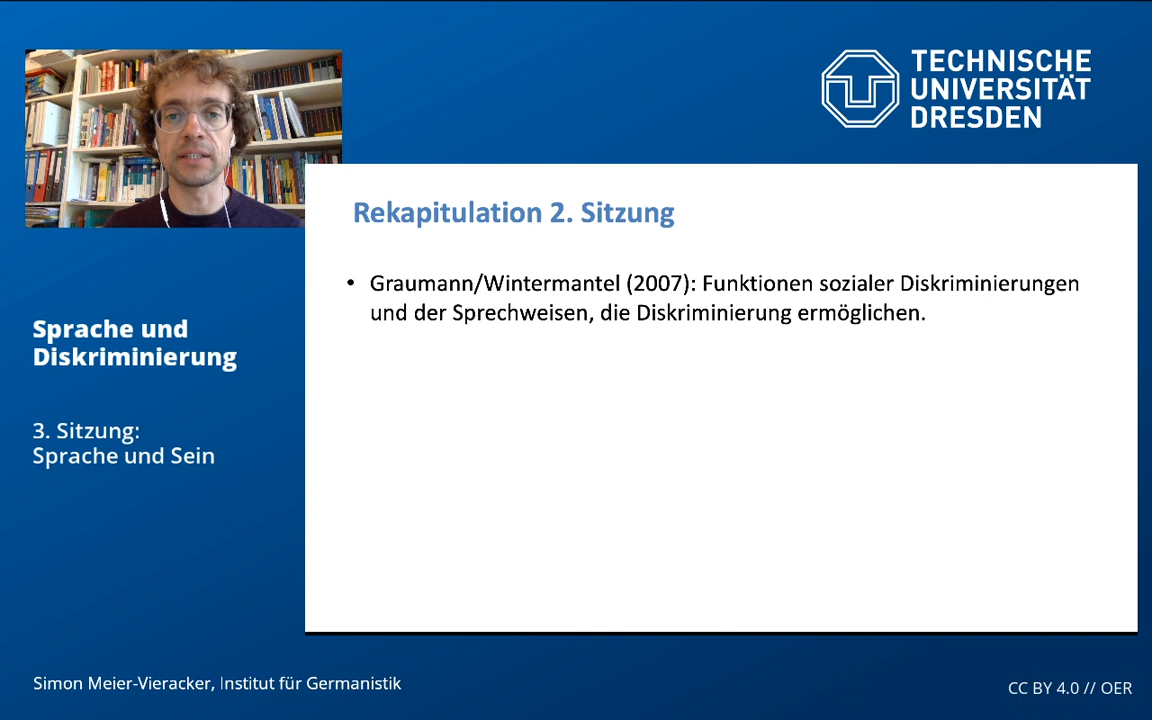 TECHNISCHE
UNIVERSITÄT
DRESDEN
Rekapitulation 2. Sitzung
• Graumann/Wintermantel (2007): Funktionen sozialer Diskriminierungen
und der Sprechweisen, die Diskriminierung ermöglichen.
Sprache und
Diskriminierung
3. Sitzung:
Sprache und Sein
Simon Meier-Vieracker, Institut für Germanistik
CC BY 4.0 // OER